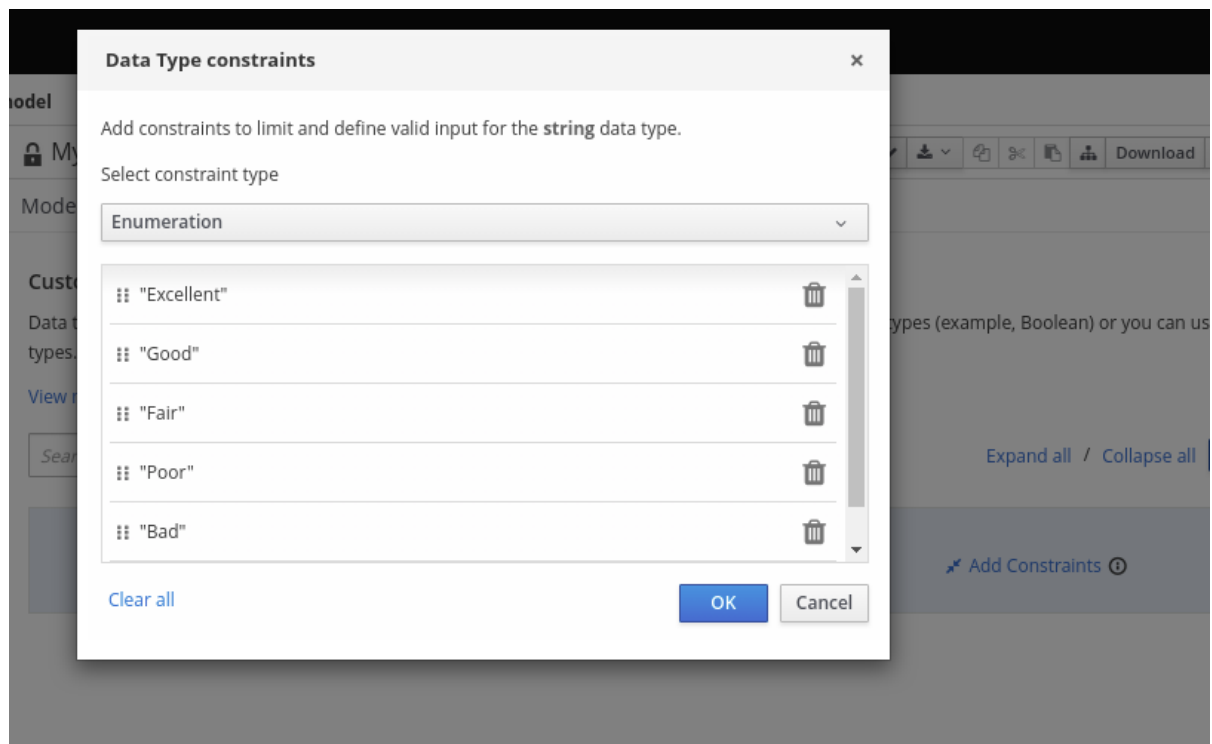 Data Type constraints
×
Add constraints to limit and define valid input for the string data type.
Select constraint type
Enumeration
"Excellent"
"Good"
"Fair"
"Poor"
"Bad"
Clear all
OK
Cancel
My
Download
Mode
Custo
Data t
types (example, Boolean) or you can us
types.
View
Sear
Expand all / Collapse all
Add Constraints